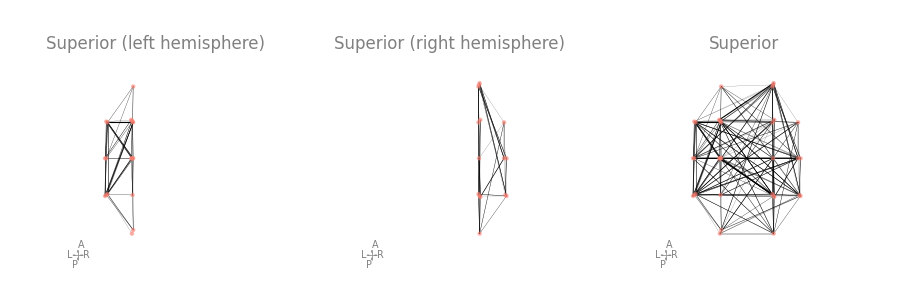 Superior (left hemisphere)
Superior (right hemisphere)
Superior
A
L R
P
A
L R
P
A
L R
P